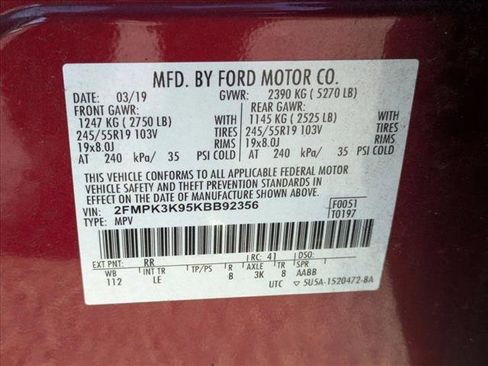 MFD. BY FORD MOTOR CO.
03/19 GVWR: 2390 KG ( 5270 LB)
FRONT GAWR: REAR GAWR:
1247 KG ( 2750 LB) WITH 1145 KG ( 2525 LB) WITH
245/55R19 103V TIRES 245/55R19 103V TIRES
19x8.0J RIMS 19x8.0J RIMS
AT 240 kPa/ 35 PSI COLD AT 240 kPa/ 35 PSI COLD
THIS VEHICLE CONFORMS TO ALL APPLICABLE FEDERAL MOTOR
VEHICLE SAFETY AND THEFT PREVENTION STANDARDS IN
EFFECT ON THE DATE OF MANUFACTURE SHOWN ABOVE.
VIN: 2FMPK3K95KBB92356 F0051
TYPE: MPV T0197
EXT PNT: RR RC: 41 DSO:
WB INT TR TP/PS R AXLE TR SPR
112 LE 8 3K 8 AABB
UTC 5U5A-1520472-BA